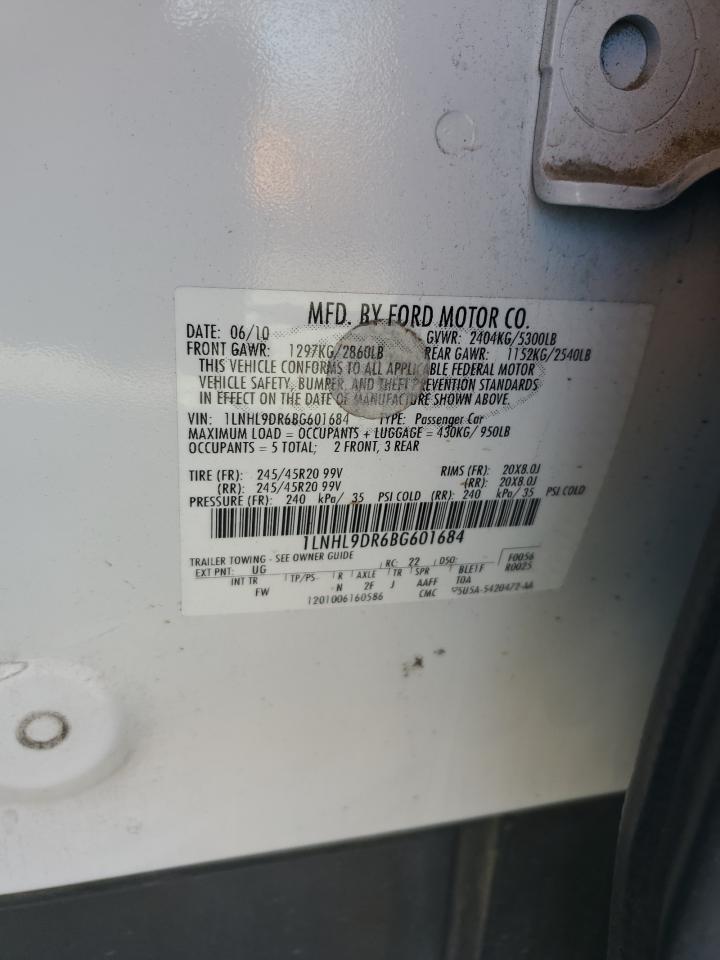 MFD. BY FORD MOTOR CO.
DATE: 06/10 GVWR: 2404KG/5300LB
FRONT GAWR: 1297KG/2860LB REAR GAWR: 1152KG/2540LB
THIS VEHICLE CONFORMS TO ALL APPLICABLE FEDERAL MOTOR
VEHICLE SAFETY, BUMPER, AND THEFT PREVENTION STANDARDS
IN EFFECT ON THE DATE OF MANUFACTURE SHOWN ABOVE.
VIN: 1LNHL9DR6BG601684 TYPE: Passenger Car
MAXIMUM LOAD = OCCUPANTS + LUGGAGE = 430KG/ 950LB
OCCUPANTS = 5 TOTAL; 2 FRONT, 3 REAR
TIRE (FR): 245/45R20 99V RIMS (FR): 20X8.0J
(RR): 245/45R20 99V (RR): 20X8.0J
PRESSURE (FR): 240 kPa/ 35 PSI COLD (RR): 240 kPa/ 35 PSI COLD
1LNHL9DR6BG601684
TRAILER TOWING - SEE OWNER GUIDE
EXT PNT: UG RC: 22 DSO: F0056
INT TR TP/PS R AXLE TR SPR BLE1F R0025
FW N 2F J AAFF TDA
1201006160586 CMC 5U5A-5420472-AA